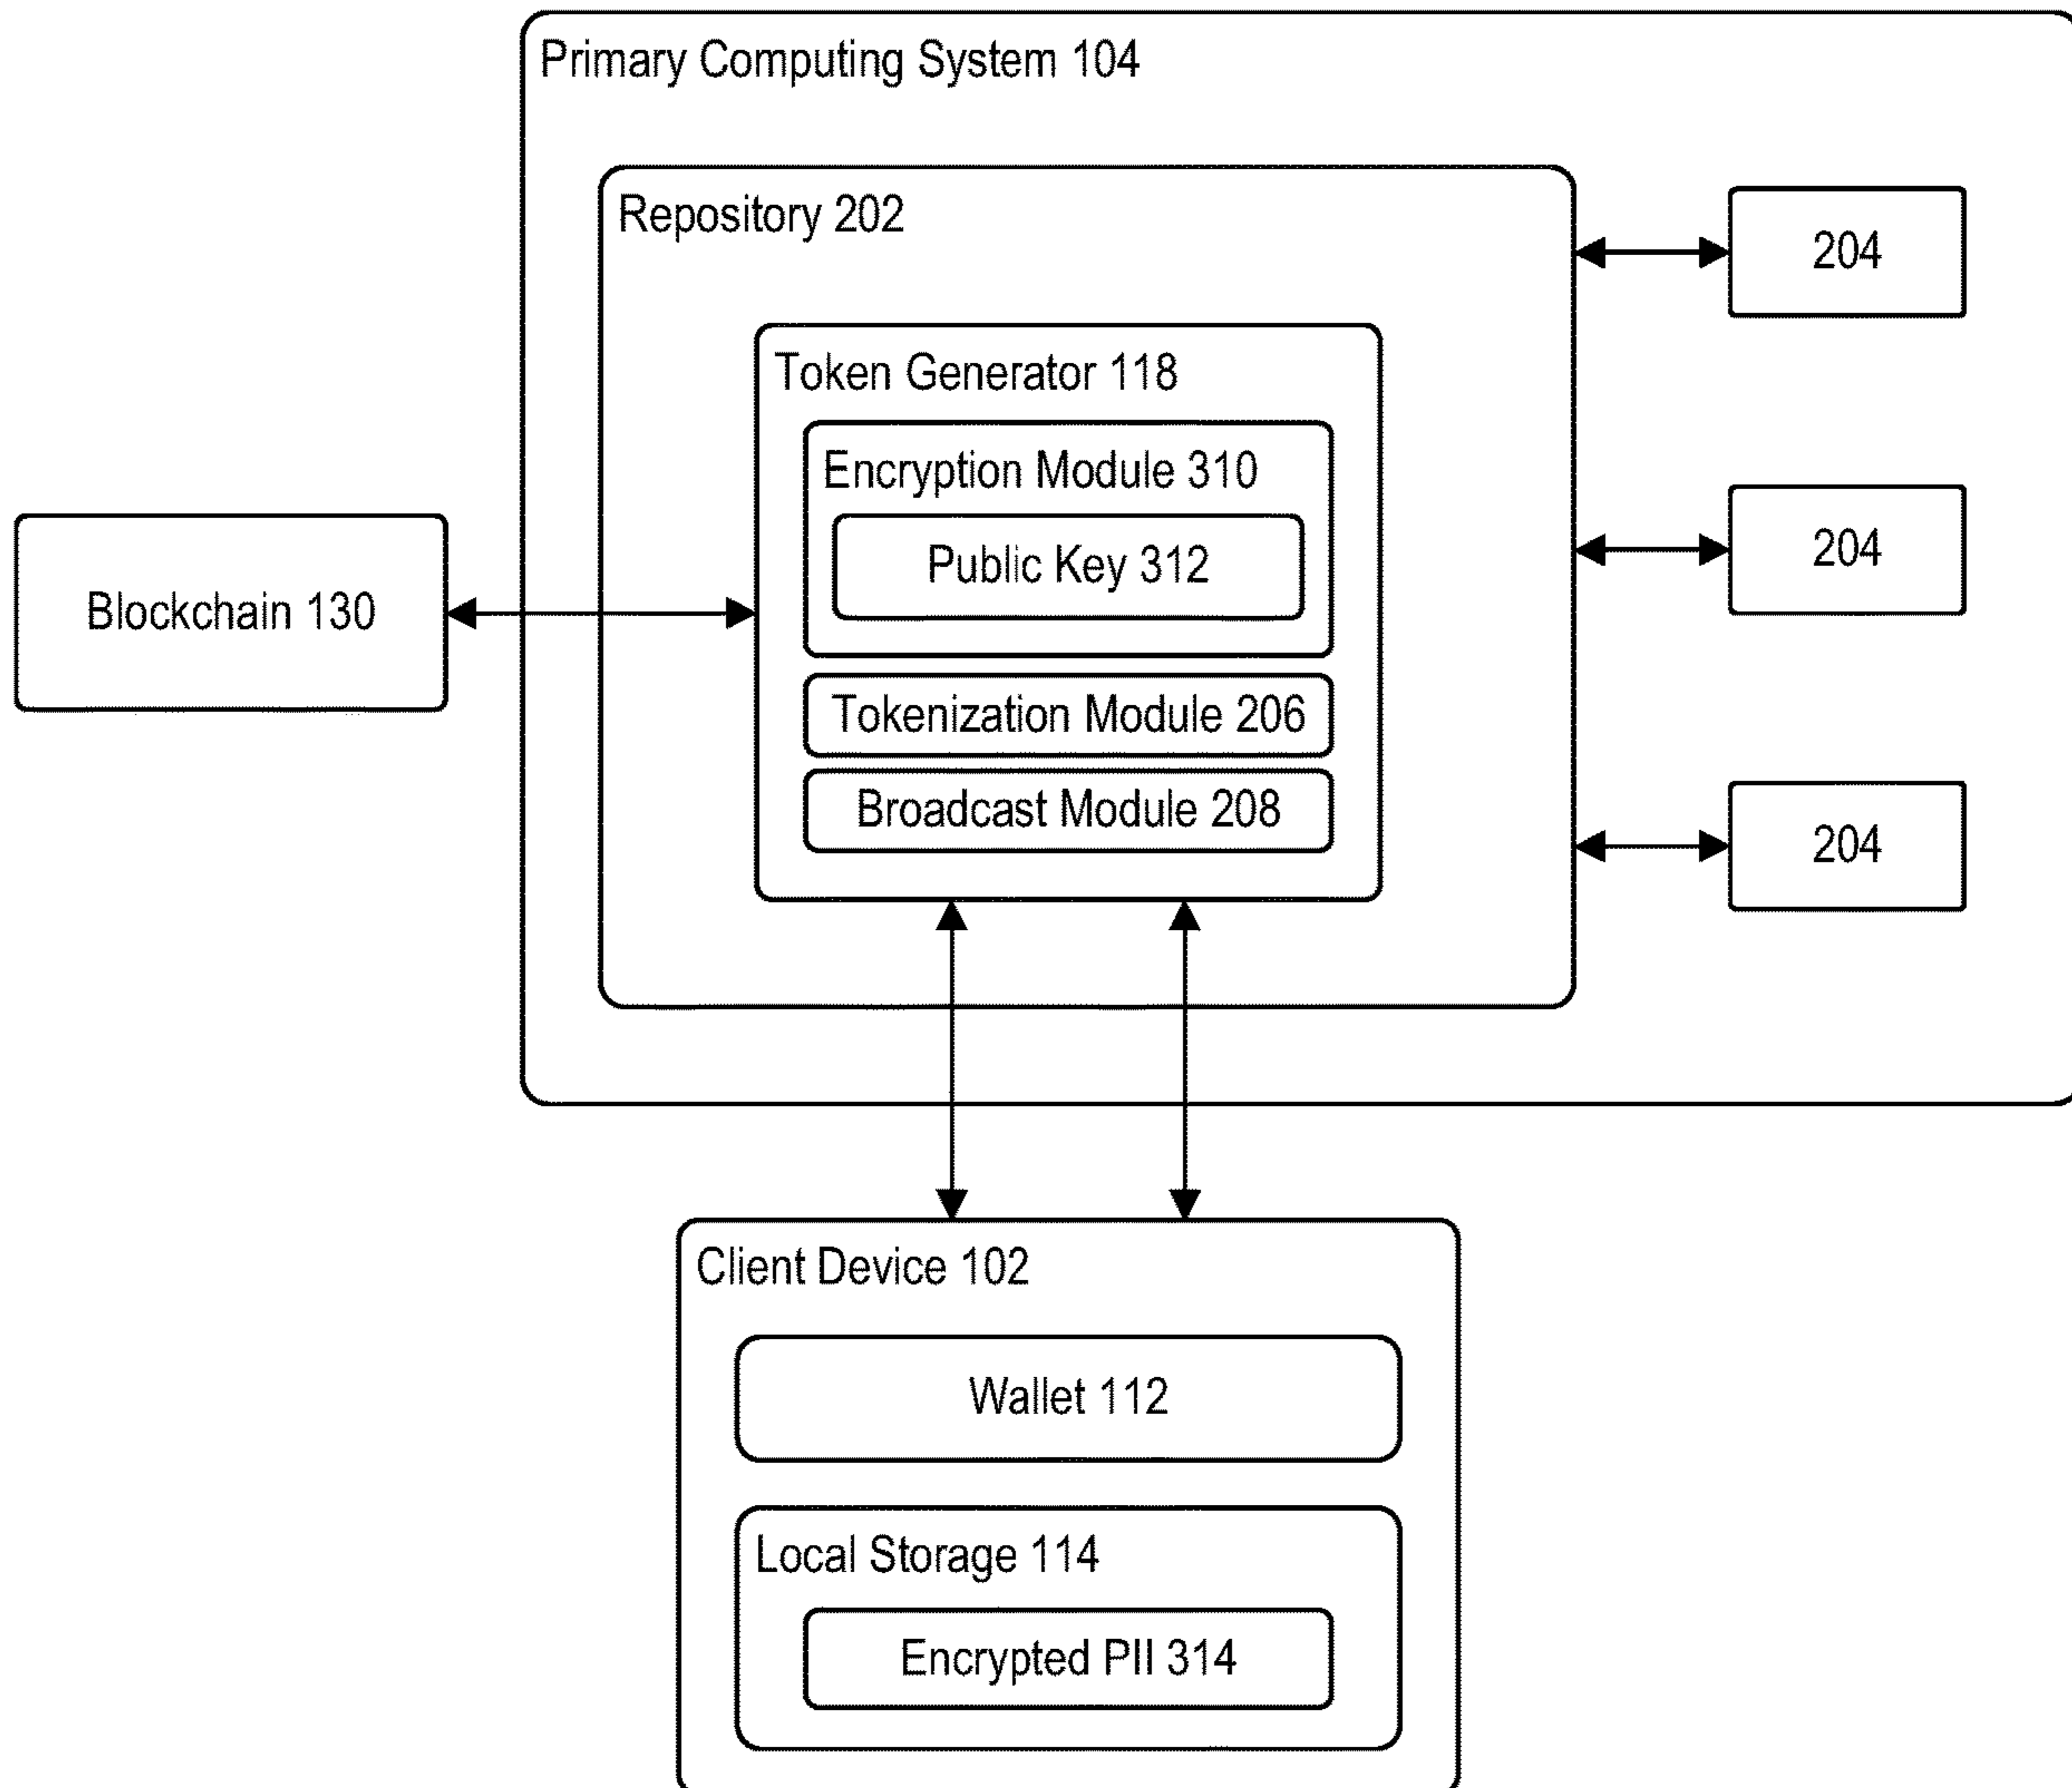 Primary Computing System 104
Repository 202
204
Token Generator 118
Encryption Module 310
Public Key 312
204
Blockchain 130
Tokenization Module 206
Broadcast Module 208
204
Client Device 102
Wallet 112
Local Storage 114
Encrypted PII 314